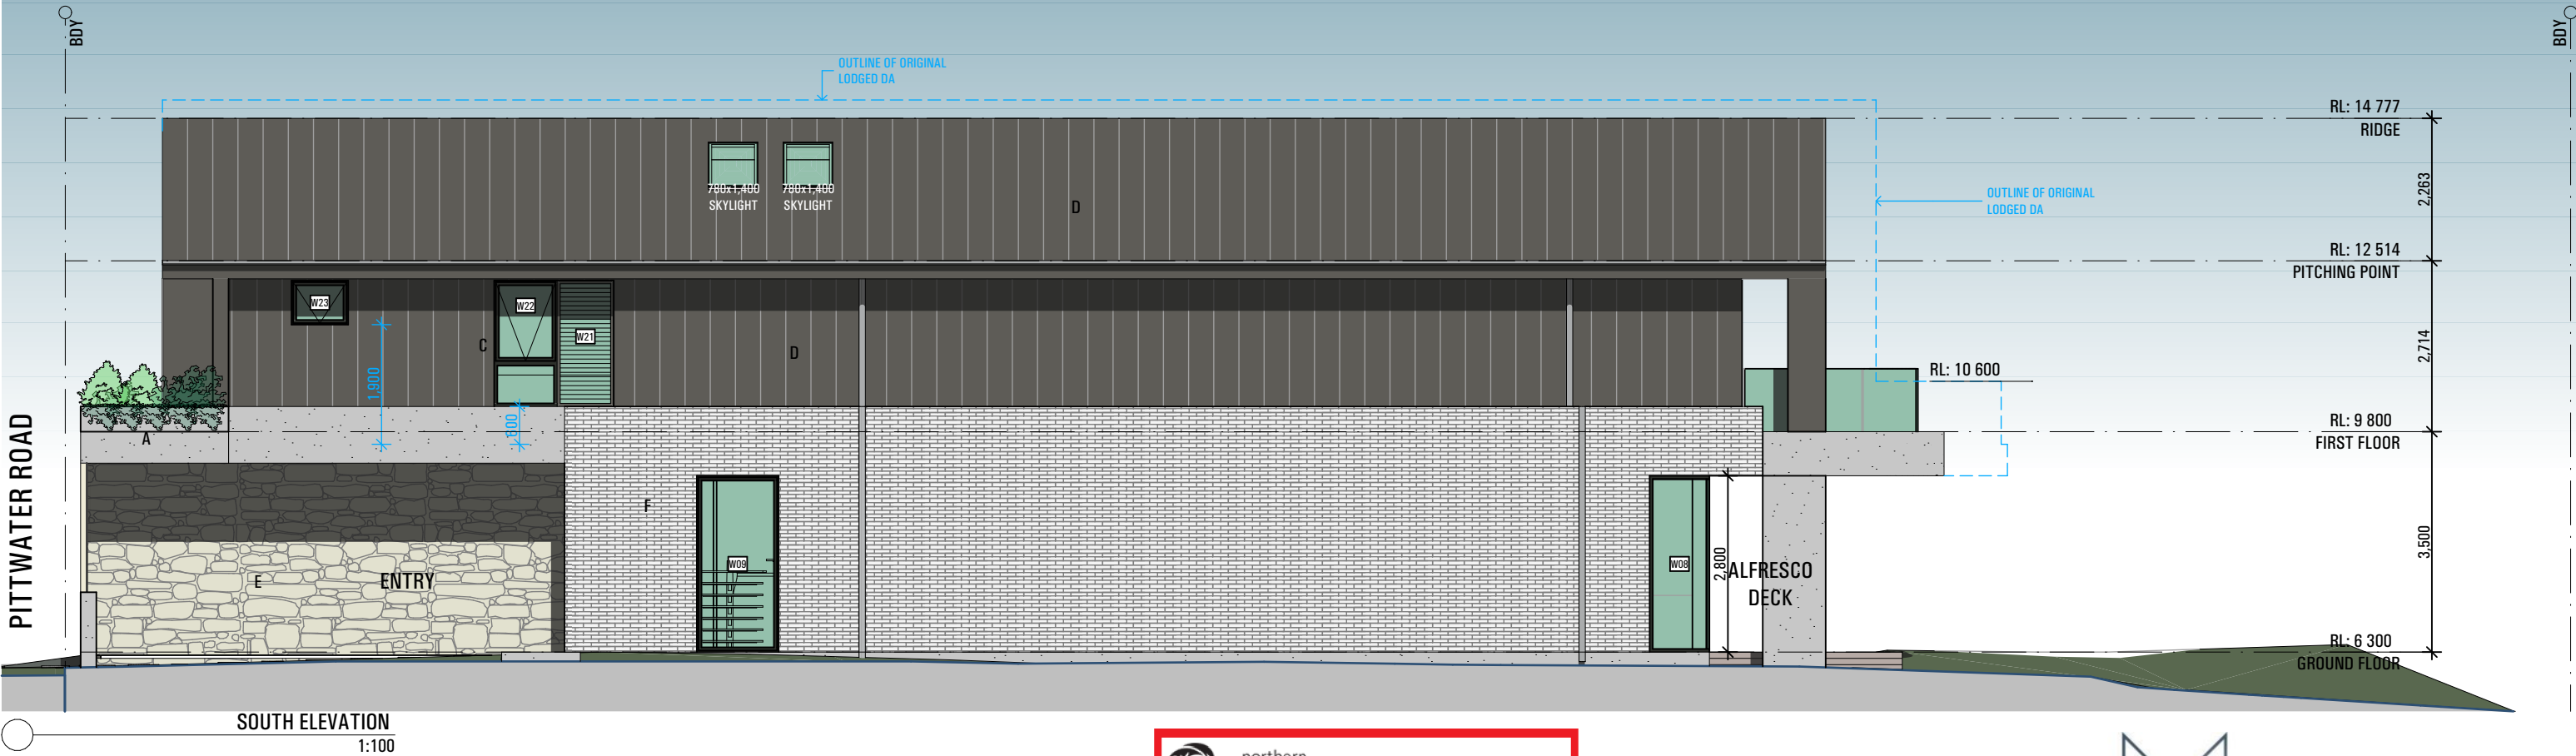 BDY
BDY
OUTLINE OF ORIGINAL
LODGED DA
RL: 14 777
RIDGE
780x1,400
SKYLIGHT
780x1,400
SKYLIGHT
D
2,263
OUTLINE OF ORIGINAL
LODGED DA
RL: 12 514
PITCHING POINT
W23
W22
W21
C
D
2,714
1,900
RL: 10 600
600
A
RL: 9 800
FIRST FLOOR
PITTWATER ROAD
F
E
ENTRY
W09
W08
2,800
ALFRESCO
DECK
3,500
RL: 6 300
GROUND FLOOR
SOUTH ELEVATION
1:100
northern